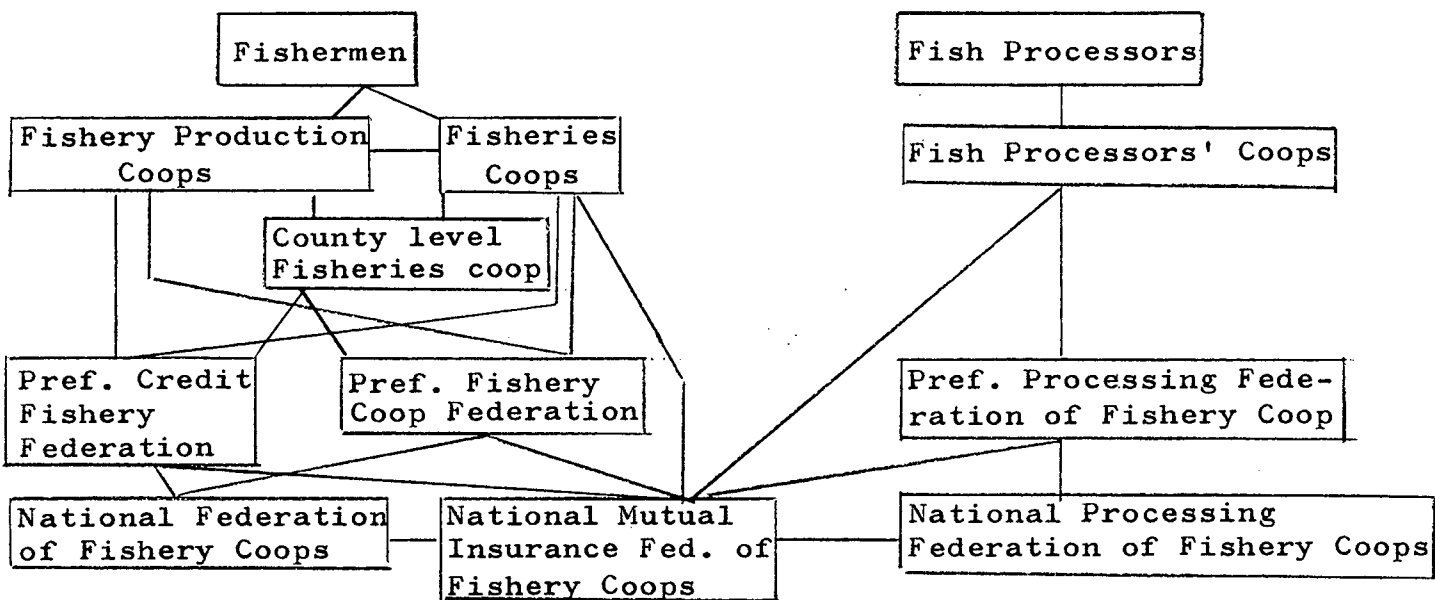 Fishermen
Fish Processors
Fishery Production
Coops
Fisheries
Coops
Fish Processors' Coops
County level
Fisheries coop
Pref. Credit
Fishery
Federation
Pref. Fishery
Coop Federation
Pref. Processing Fede-
ration of Fishery Coop
National Federation
of Fishery Coops
National Mutual
Insurance Fed. of
Fishery Coops
National Processing
Federation of Fishery Coops